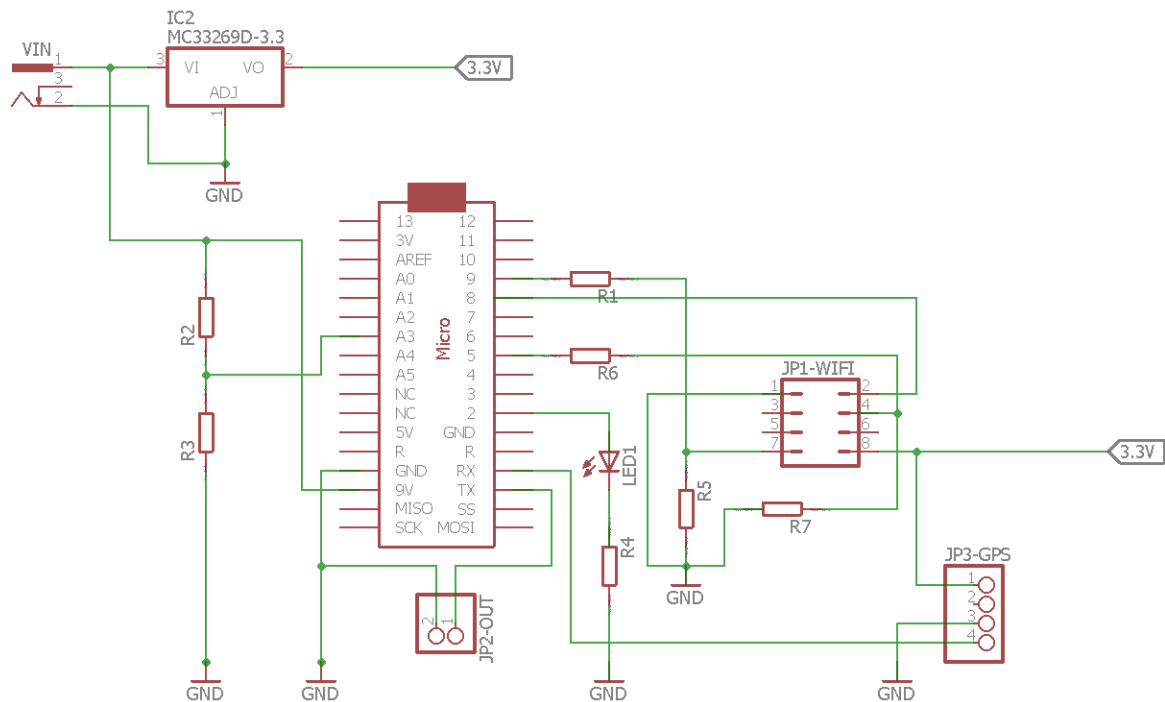 IC2
MC33269D-3.3
VIN
1
3
2
3
VI
VO
2
ADJ
1
3.3V
GND
13
12
3V
11
AREF
10
A0
9
A1
8
A2
7
A3
6
A4
5
A5
4
NC
3
NC
2
5V
GND
R
R
GND
RX
9V
TX
MISO
SS
SCK
MOSI
Micro
R1
R2
R6
R3
JP1-WIFI
1
2
3
4
5
6
7
8
3.3V
LED1
R5
R7
R4
JP3-GPS
1
2
3
4
GND
2
1
JP2-OUT
GND
GND
GND
GND